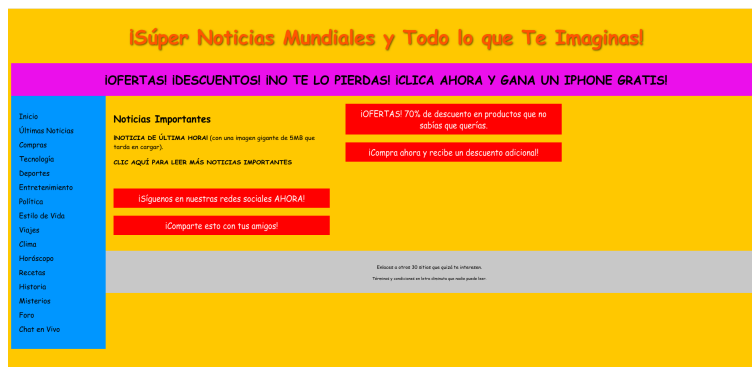 ¡Súper Noticias Mundiales y Todo lo que Te Imaginas!
¡OFERTAS! ¡DESCUENTOS! ¡NO TE LO PIERDAS! ¡CLICA AHORA Y GANA UN IPHONE GRATIS!
Inicio
Últimas Noticias
Compras
Tecnología
Deportes
Entretenimiento
Política
Estilo de Vida
Viajes
Clima
Horóscopo
Recetas
Historia
Misterios
Foro
Chat en Vivo
Noticias Importantes
¡NOTICIA DE ÚLTIMA HORA! (con una imagen gigante de 5MB que
tarda en cargar).
CLIC AQUÍ PARA LEER MÁS NOTICIAS IMPORTANTES
¡OFERTAS! 70% de descuento en productos que no
sabías que querías.
¡Compra ahora y recibe un descuento adicional!
¡Síguenos en nuestras redes sociales AHORA!
¡Comparte esto con tus amigos!
Enlaces a otros 30 sitios que quizá te interesen.
Términos y condiciones en letra diminuta que nadie puede leer.